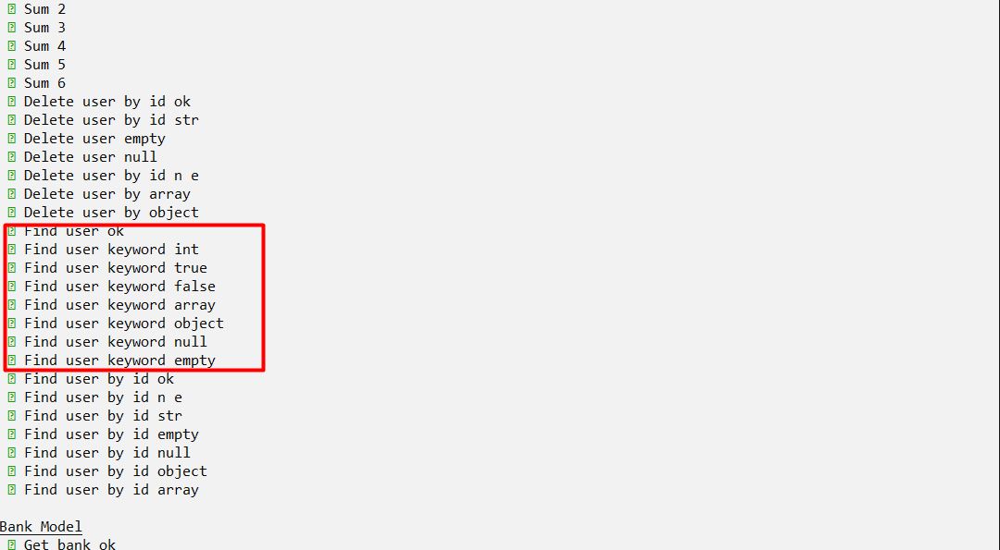 Sum 2
Sum 3
Sum 4
Sum 5
Sum 6
Delete user by id ok
Delete user by id str
Delete user empty
Delete user null
Delete user by id n e
Delete user by array
Delete user by object
Find user ok
Find user keyword int
Find user keyword true
Find user keyword false
Find user keyword array
Find user keyword object
Find user keyword null
Find user keyword empty
Find user by id ok
Find user by id n e
Find user by id str
Find user by id empty
Find user by id null
Find user by id object
Find user by id array
Bank Model
Get bank ok